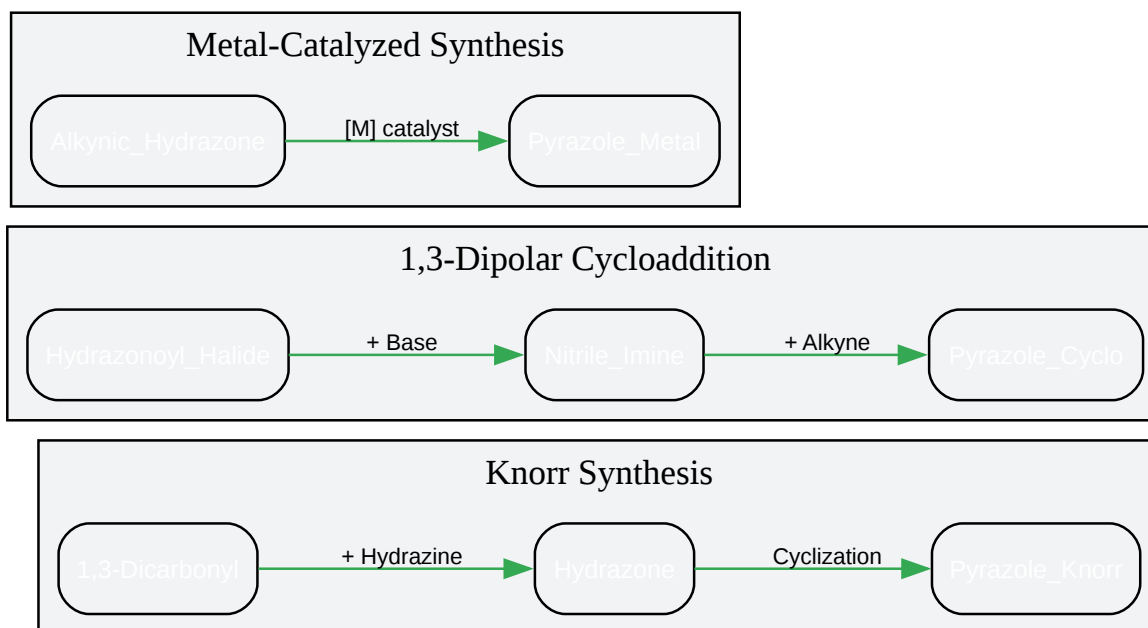 Metal-Catalyzed Synthesis
Alkynic_Hydrazone
[M] catalyst
Pyrazole_Metal
1,3-Dipolar Cycloaddition
Hydrazonoyl_Halide
+ Base
Nitrile_Imine
+ Alkyne
Pyrazole_Cyclo
Knorr Synthesis
1,3-Dicarbonyl
+ Hydrazine
Hydrazone
Cyclization
Pyrazole_Knorr